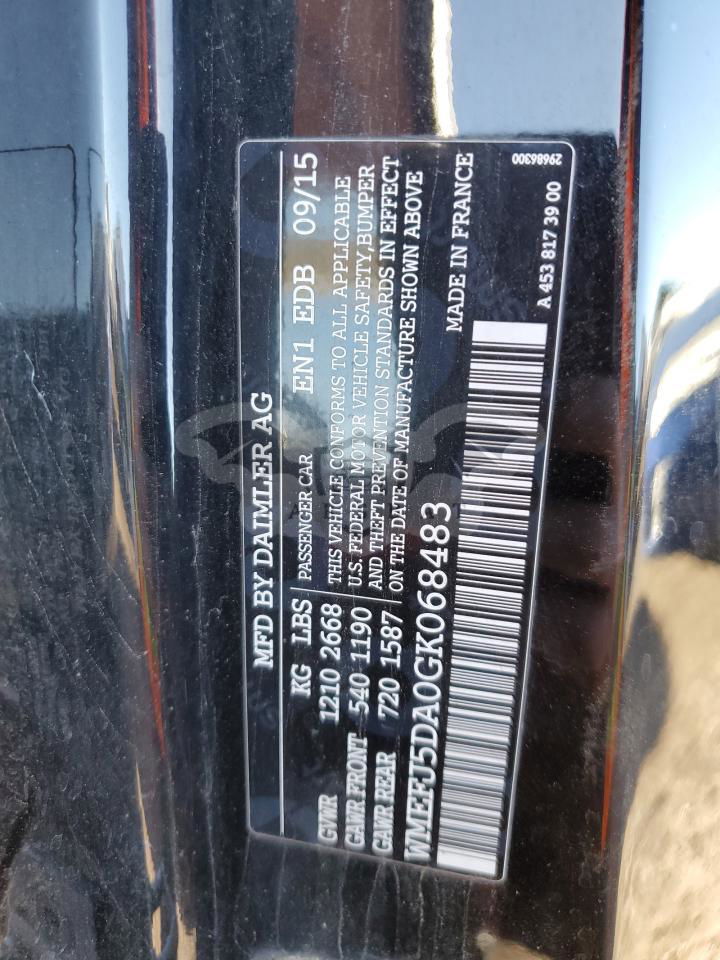 MFD BY DAIMLER AG
KG LBS PASSENGER CAR EN1 EDB 09/15
GVWR 1210 2668 THIS VEHICLE CONFORMS TO ALL APPLICABLE
GAWR FRONT 540 1190 U.S. FEDERAL MOTOR VEHICLE SAFETY,BUMPER
GAWR REAR 720 1587 AND THEFT PREVENTION STANDARDS IN EFFECT
ON THE DATE OF MANUFACTURE SHOWN ABOVE
WMEFJ5DA0GK068483 MADE IN FRANCE
A 453 817 39 00
29686300